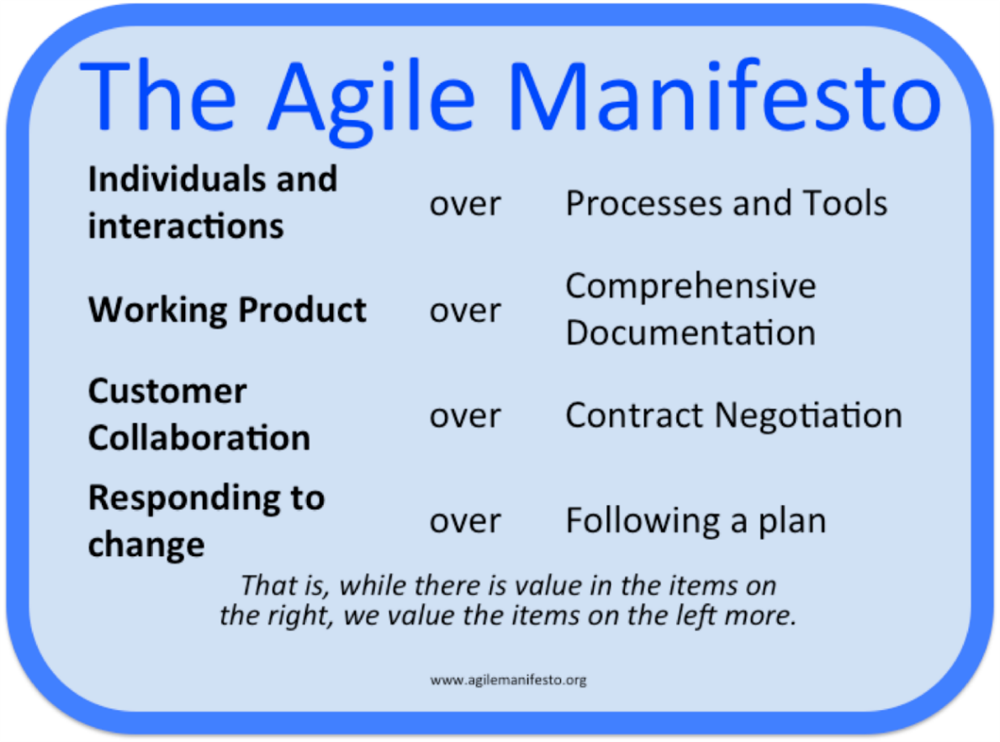 The Agile Manifesto
Individuals and
interactions
over
Processes and Tools
Working Product
over
Comprehensive
Documentation
Customer
Collaboration
over
Contract Negotiation
Responding to
change
over
Following a plan
That is, while there is value in the items on
the right, we value the items on the left more.
www.agilemanifesto.org